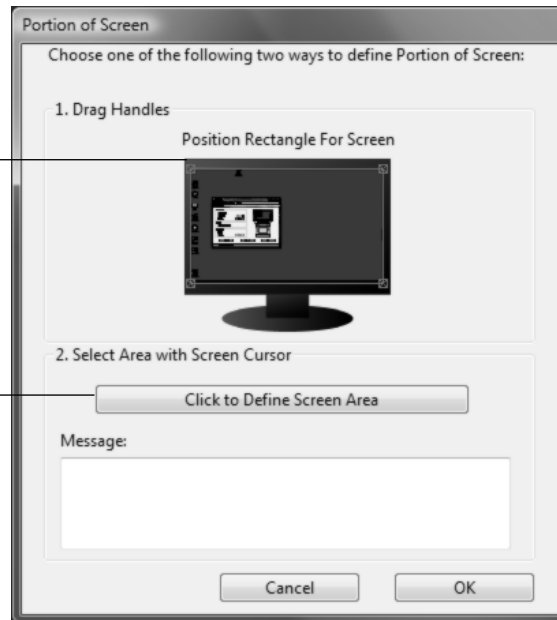 Portion of Screen
Choose one of the following two ways to define Portion of Screen:
1. Drag Handles
Position Rectangle For Screen
2. Select Area with Screen Cursor
Click to Define Screen Area
Message:
Cancel
OK